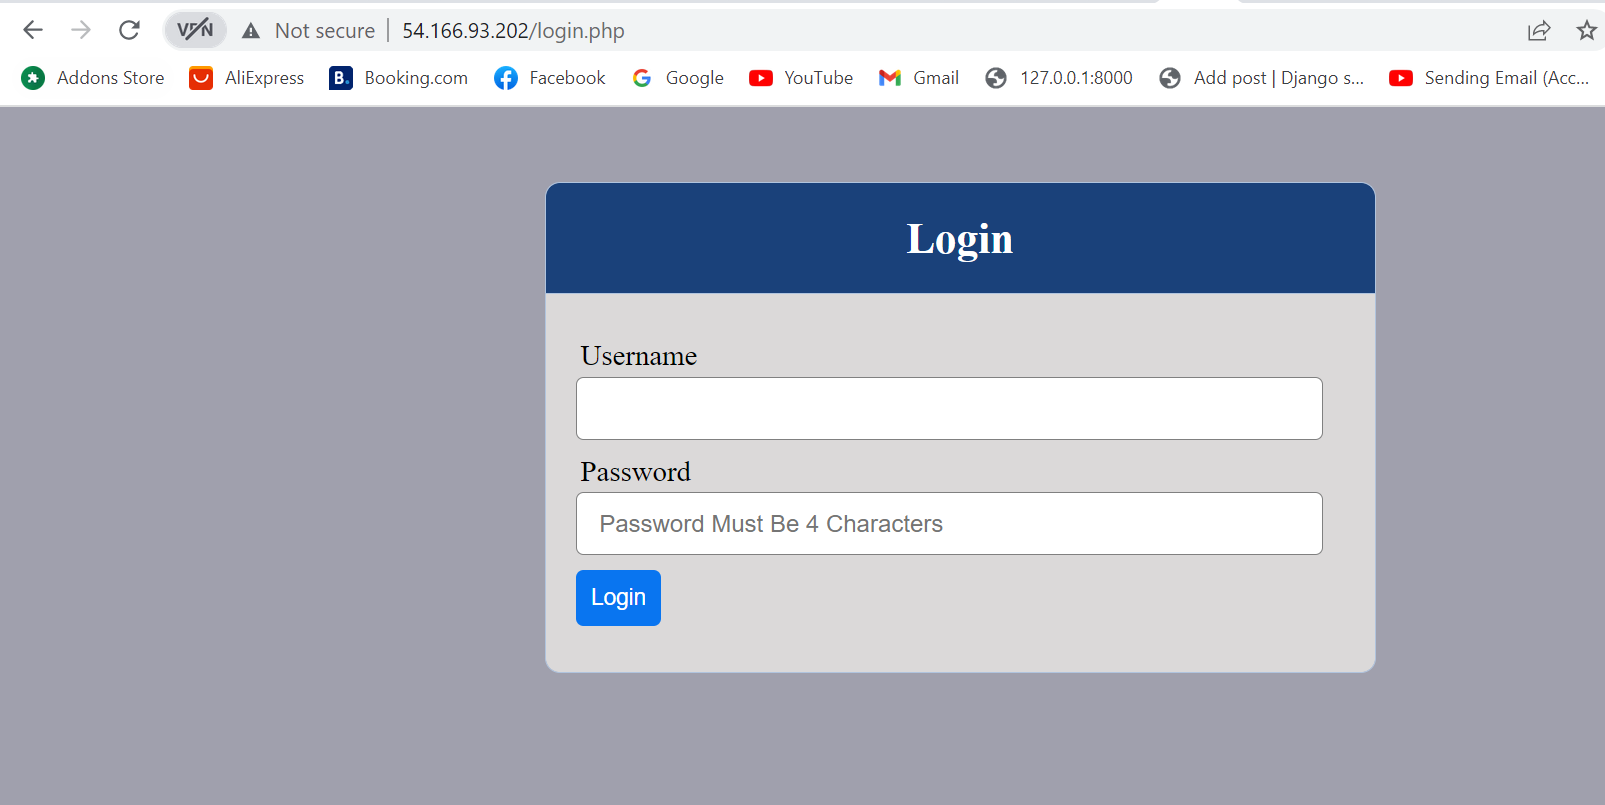 VPN Not secure 54.166.93.202/login.php
Addons Store AliExpress B. Booking.com Facebook Google YouTube Gmail 127.0.0.1:8000 Add post | Django s... Sending Email (Acc...
Login
Username
Password
Password Must Be 4 Characters
Login